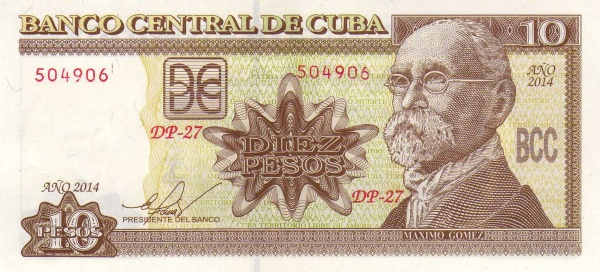 BANCO CENTRAL DE CUBA
10
504906
504906
AÑO
2014
DP-27
DIEZ
PESOS
BCC
DP-27
AÑO 2014
PRESIDENTE DEL BANCO
10
PESOS
MAXIMO GOMEZ